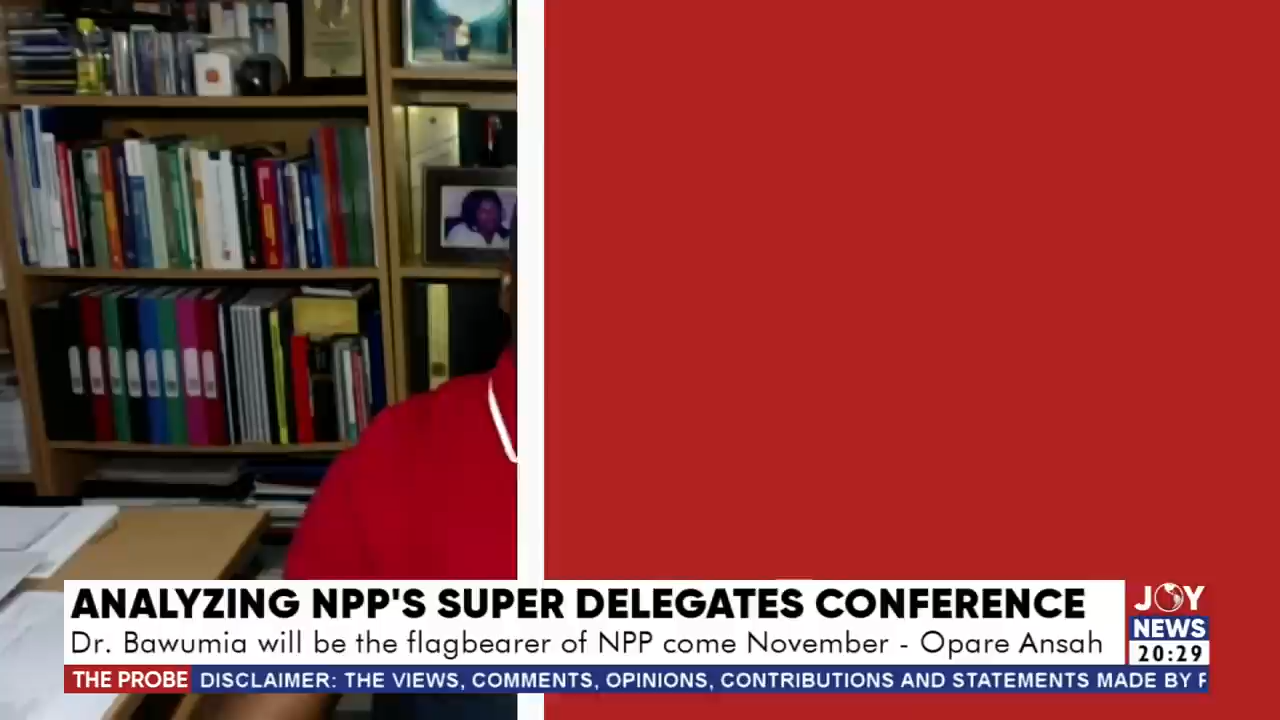 ANALYZING NPP'S SUPER DELEGATES CONFERENCE
Dr. Bawumia will be the flagbearer of NPP come November - Opare Ansah
JOY
NEWS
20:29
THE PROBE
DISCLAIMER: THE VIEWS, COMMENTS, OPINIONS, CONTRIBUTIONS AND STATEMENTS MADE BY